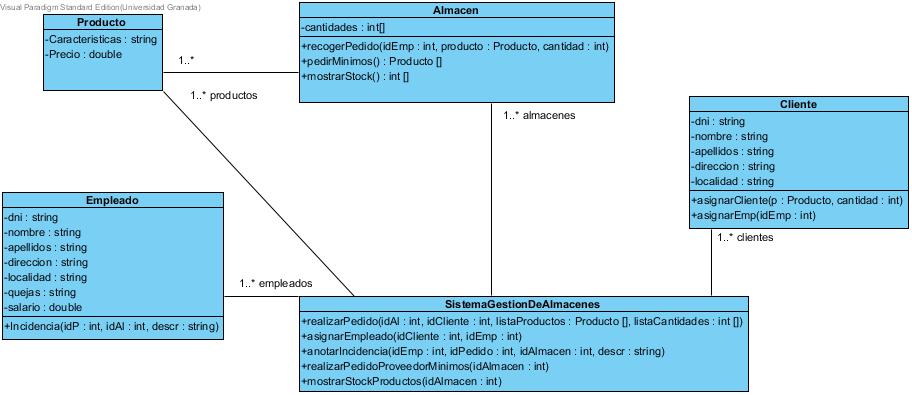 Visual Paradigm Standard Edition(Universidad Granada)
Producto
-Caracteristicas : string
-Precio : double
Almacen
-cantidades : int[]
+recogerPedido(idEmp : int, producto : Producto, cantidad : int)
+pedirMinimos() : Producto []
+mostrarStock() : int []
1..*
1..* productos
1..* almacenes
Cliente
-dni : string
-nombre : string
-apellidos : string
-direccion : string
-localidad : string
+asignarCliente(p : Producto, cantidad : int)
+asignarEmp(idEmp : int)
1..* clientes
Empleado
-dni : string
-nombre : string
-apellidos : string
-direccion : string
-localidad : string
-quejas : string
-salario : double
+Incidencia(idP : int, idAl : int, descr : string)
1..* empleados
SistemaGestionDeAlmacenes
+realizarPedido(idAl : int, idCliente : int, listaProductos : Producto [], listaCantidades : int [])
+asignarEmpleado(idCliente : int, idEmp : int)
+anotarIncidencia(idEmp : int, idPedido : int, idAlmacen : int, descr : string)
+realizarPedidoProveedorMinimos(idAlmacen : int)
+mostrarStockProductos(idAlmacen : int)